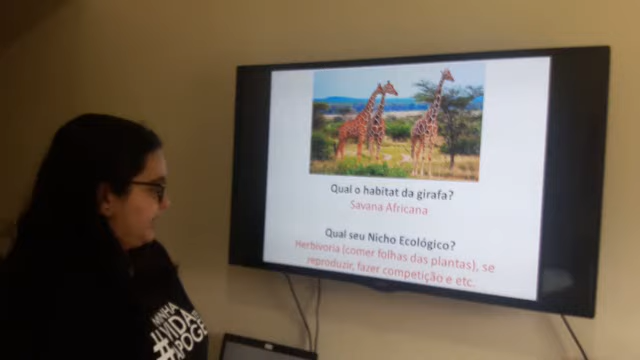 Qual o habitat da girafa?
Savana Africana
Qual seu Nicho Ecológico?
Herbivoria (comer folhas das plantas), se
reproduzir, fazer competição e etc.
MINHA
#VIDA